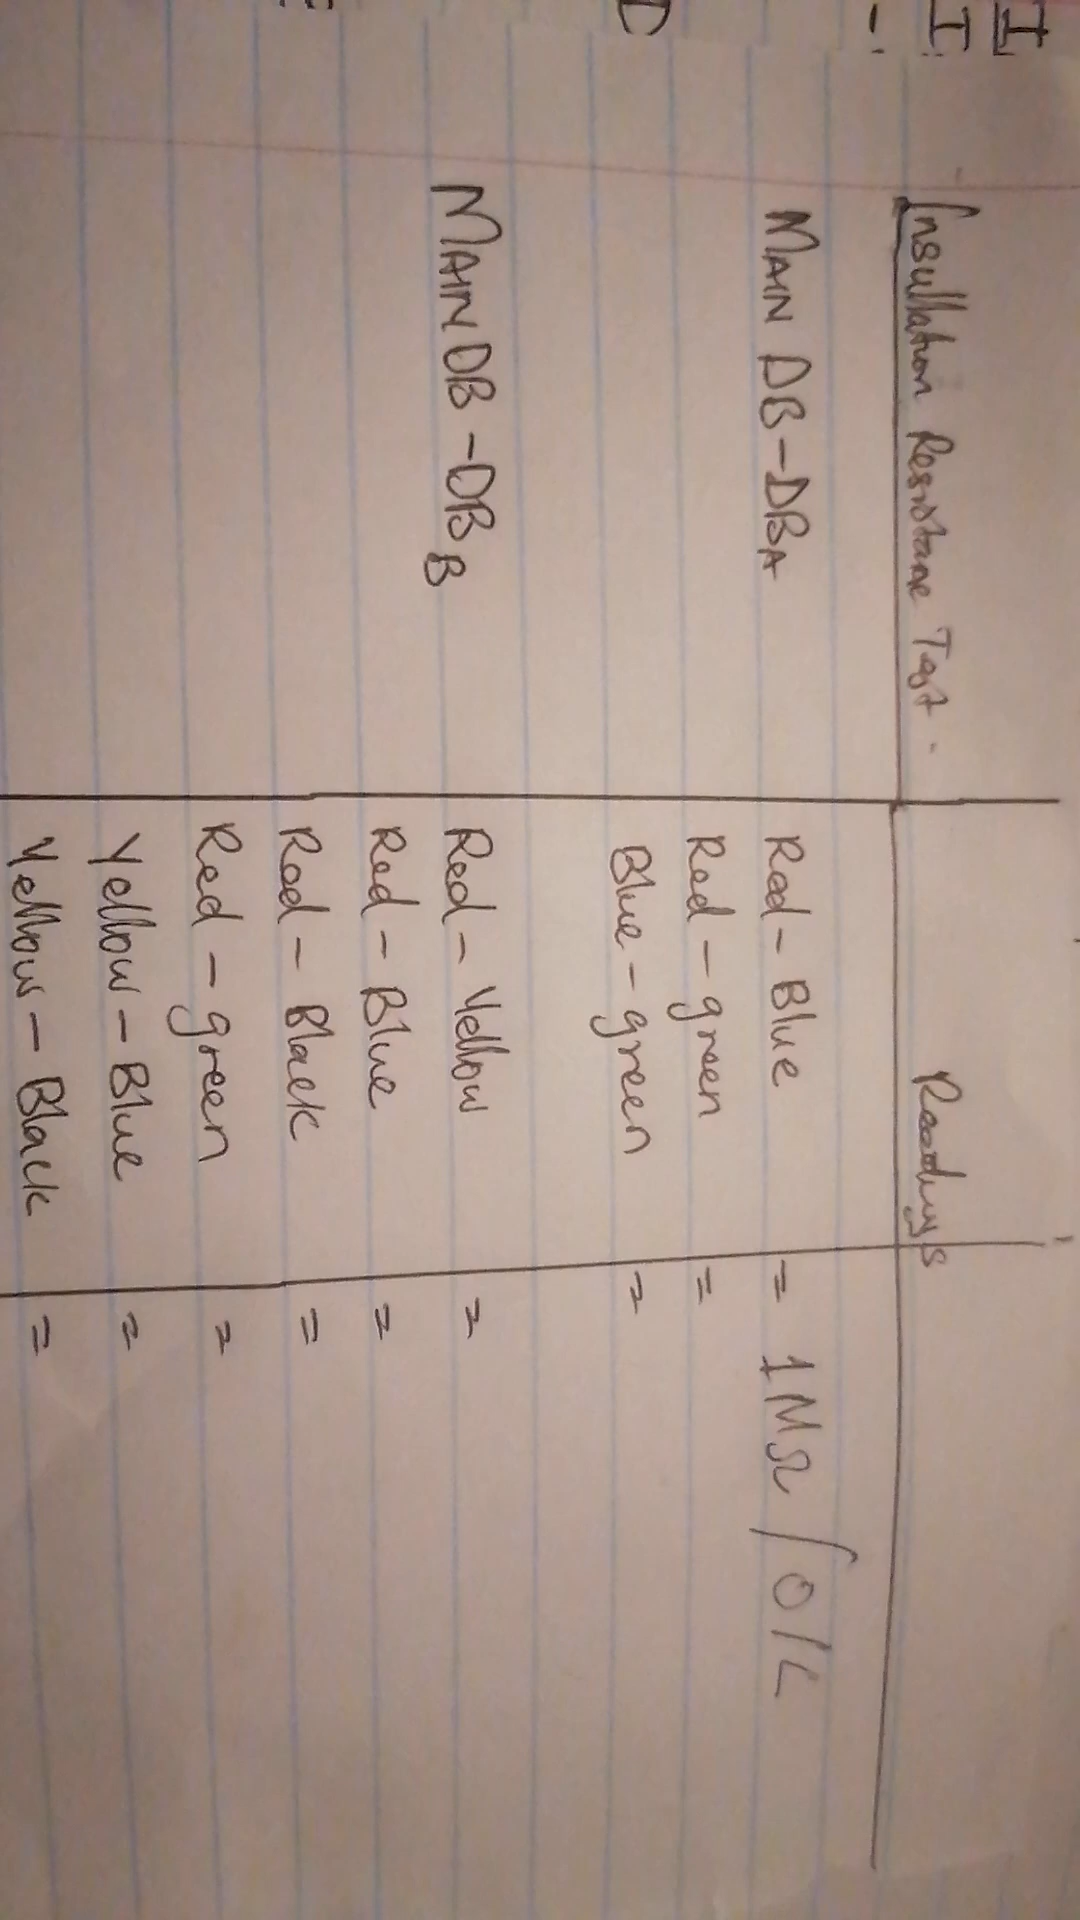 Insullation Resistane Test. Readings
MAIN DB-DBA Red-Blue = 1MΩ / O/L
Red-green =
Blue-green =
MAIN DB-DBB Red-Yellow =
Red-Blue =
Red-Black =
Red-green =
Yellow-Blue =
Yellow-Black =